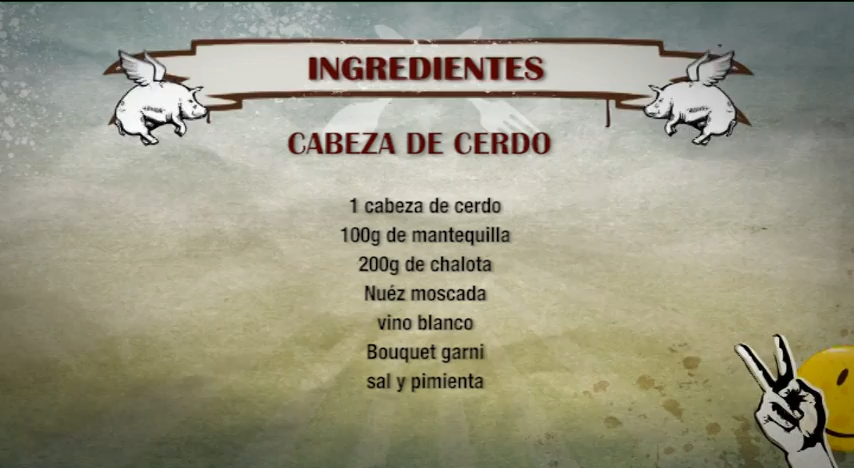 INGREDIENTES
CABEZA DE CERDO
1 cabeza de cerdo
100g de mantequilla
200g de chalota
Nuéz moscada
vino blanco
Bouquet garni
sal y pimienta